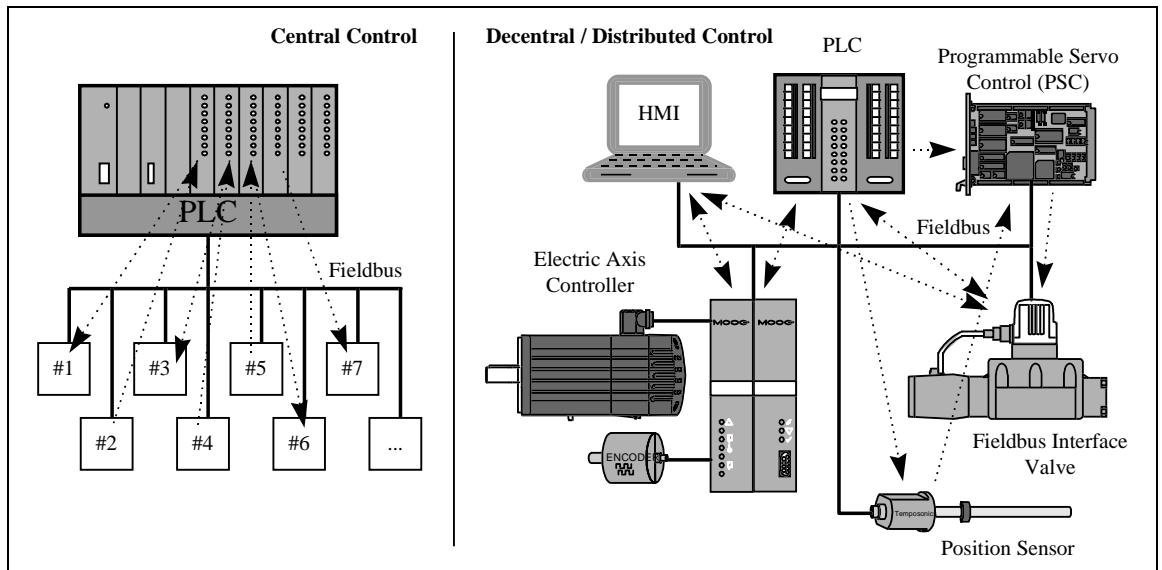 Central Control
PLC
Fieldbus
#1
#3
#5
#7
#2
#4
#6
...
Decentral / Distributed Control
PLC
Programmable Servo
Control (PSC)
HMI
Fieldbus
Electric Axis
Controller
MOOG
MOOG
ENCODER
Fieldbus Interface
Valve
Temposonic
Position Sensor